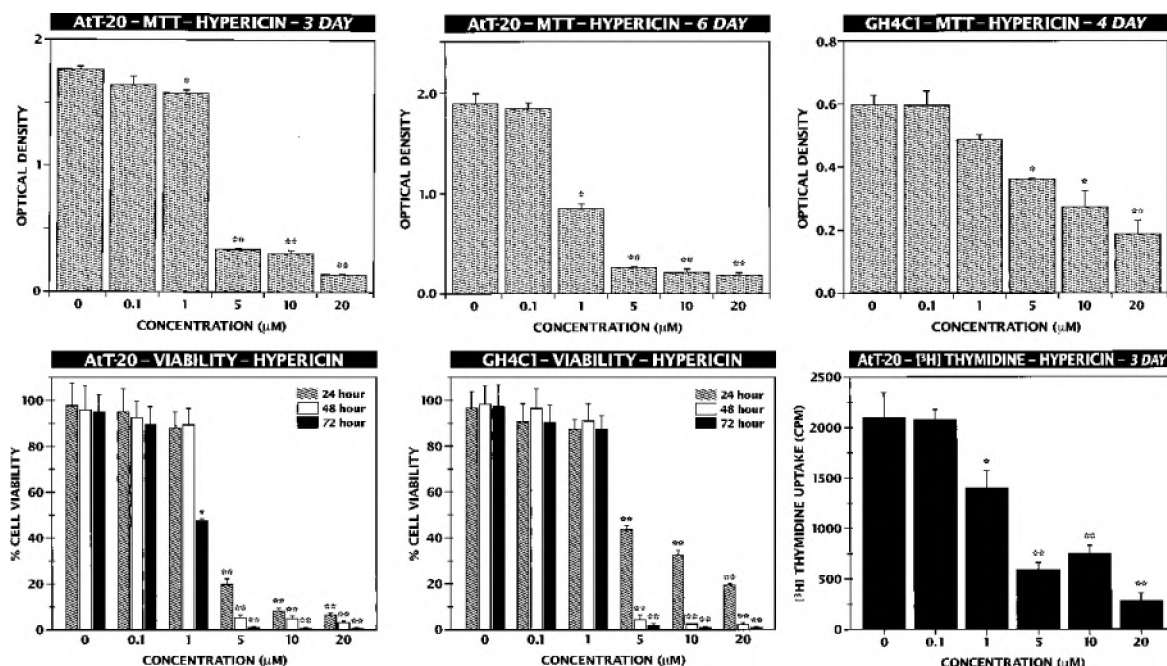 AtT-20 – MTT – HYPERICIN – 3 DAY
2
1
0
OPTICAL DENSITY
*
**
**
**
0 0.1 1 5 10 20
CONCENTRATION (μM)
AtT-20 – MTT – HYPERICIN – 6 DAY
2.0
1.0
0.0
OPTICAL DENSITY
*
**
**
**
0 0.1 1 5 10 20
CONCENTRATION (μM)
GH4C1 – MTT – HYPERICIN – 4 DAY
0.8
0.6
0.4
0.2
0.0
OPTICAL DENSITY
*
*
**
0 0.1 1 5 10 20
CONCENTRATION (μM)
AtT-20 – VIABILITY – HYPERICIN
100
80
60
40
20
0
% CELL VIABILITY
24 hour
48 hour
72 hour
*
** ** **
** ** **
** ** **
0 0.1 1 5 10 20
CONCENTRATION (μM)
GH4C1 – VIABILITY – HYPERICIN
100
80
60
40
20
0
% CELL VIABILITY
24 hour
48 hour
72 hour
** ** **
** ** **
** ** **
0 0.1 1 5 10 20
CONCENTRATION (μM)
AtT-20 – [³H] THYMIDINE – HYPERICIN – 3 DAY
2500
2000
1500
1000
500
0
[³H] THYMIDINE UPTAKE (CPM)
*
**
**
**
0 0.1 1 5 10 20
CONCENTRATION (μM)